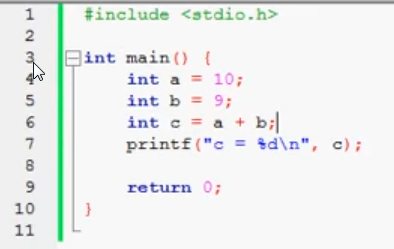 1 #include <stdio.h>
2
3 int main() {
4 int a = 10;
5 int b = 9;
6 int c = a + b;
7 printf("c = %d\n", c);
8
9 return 0;
10 }
11